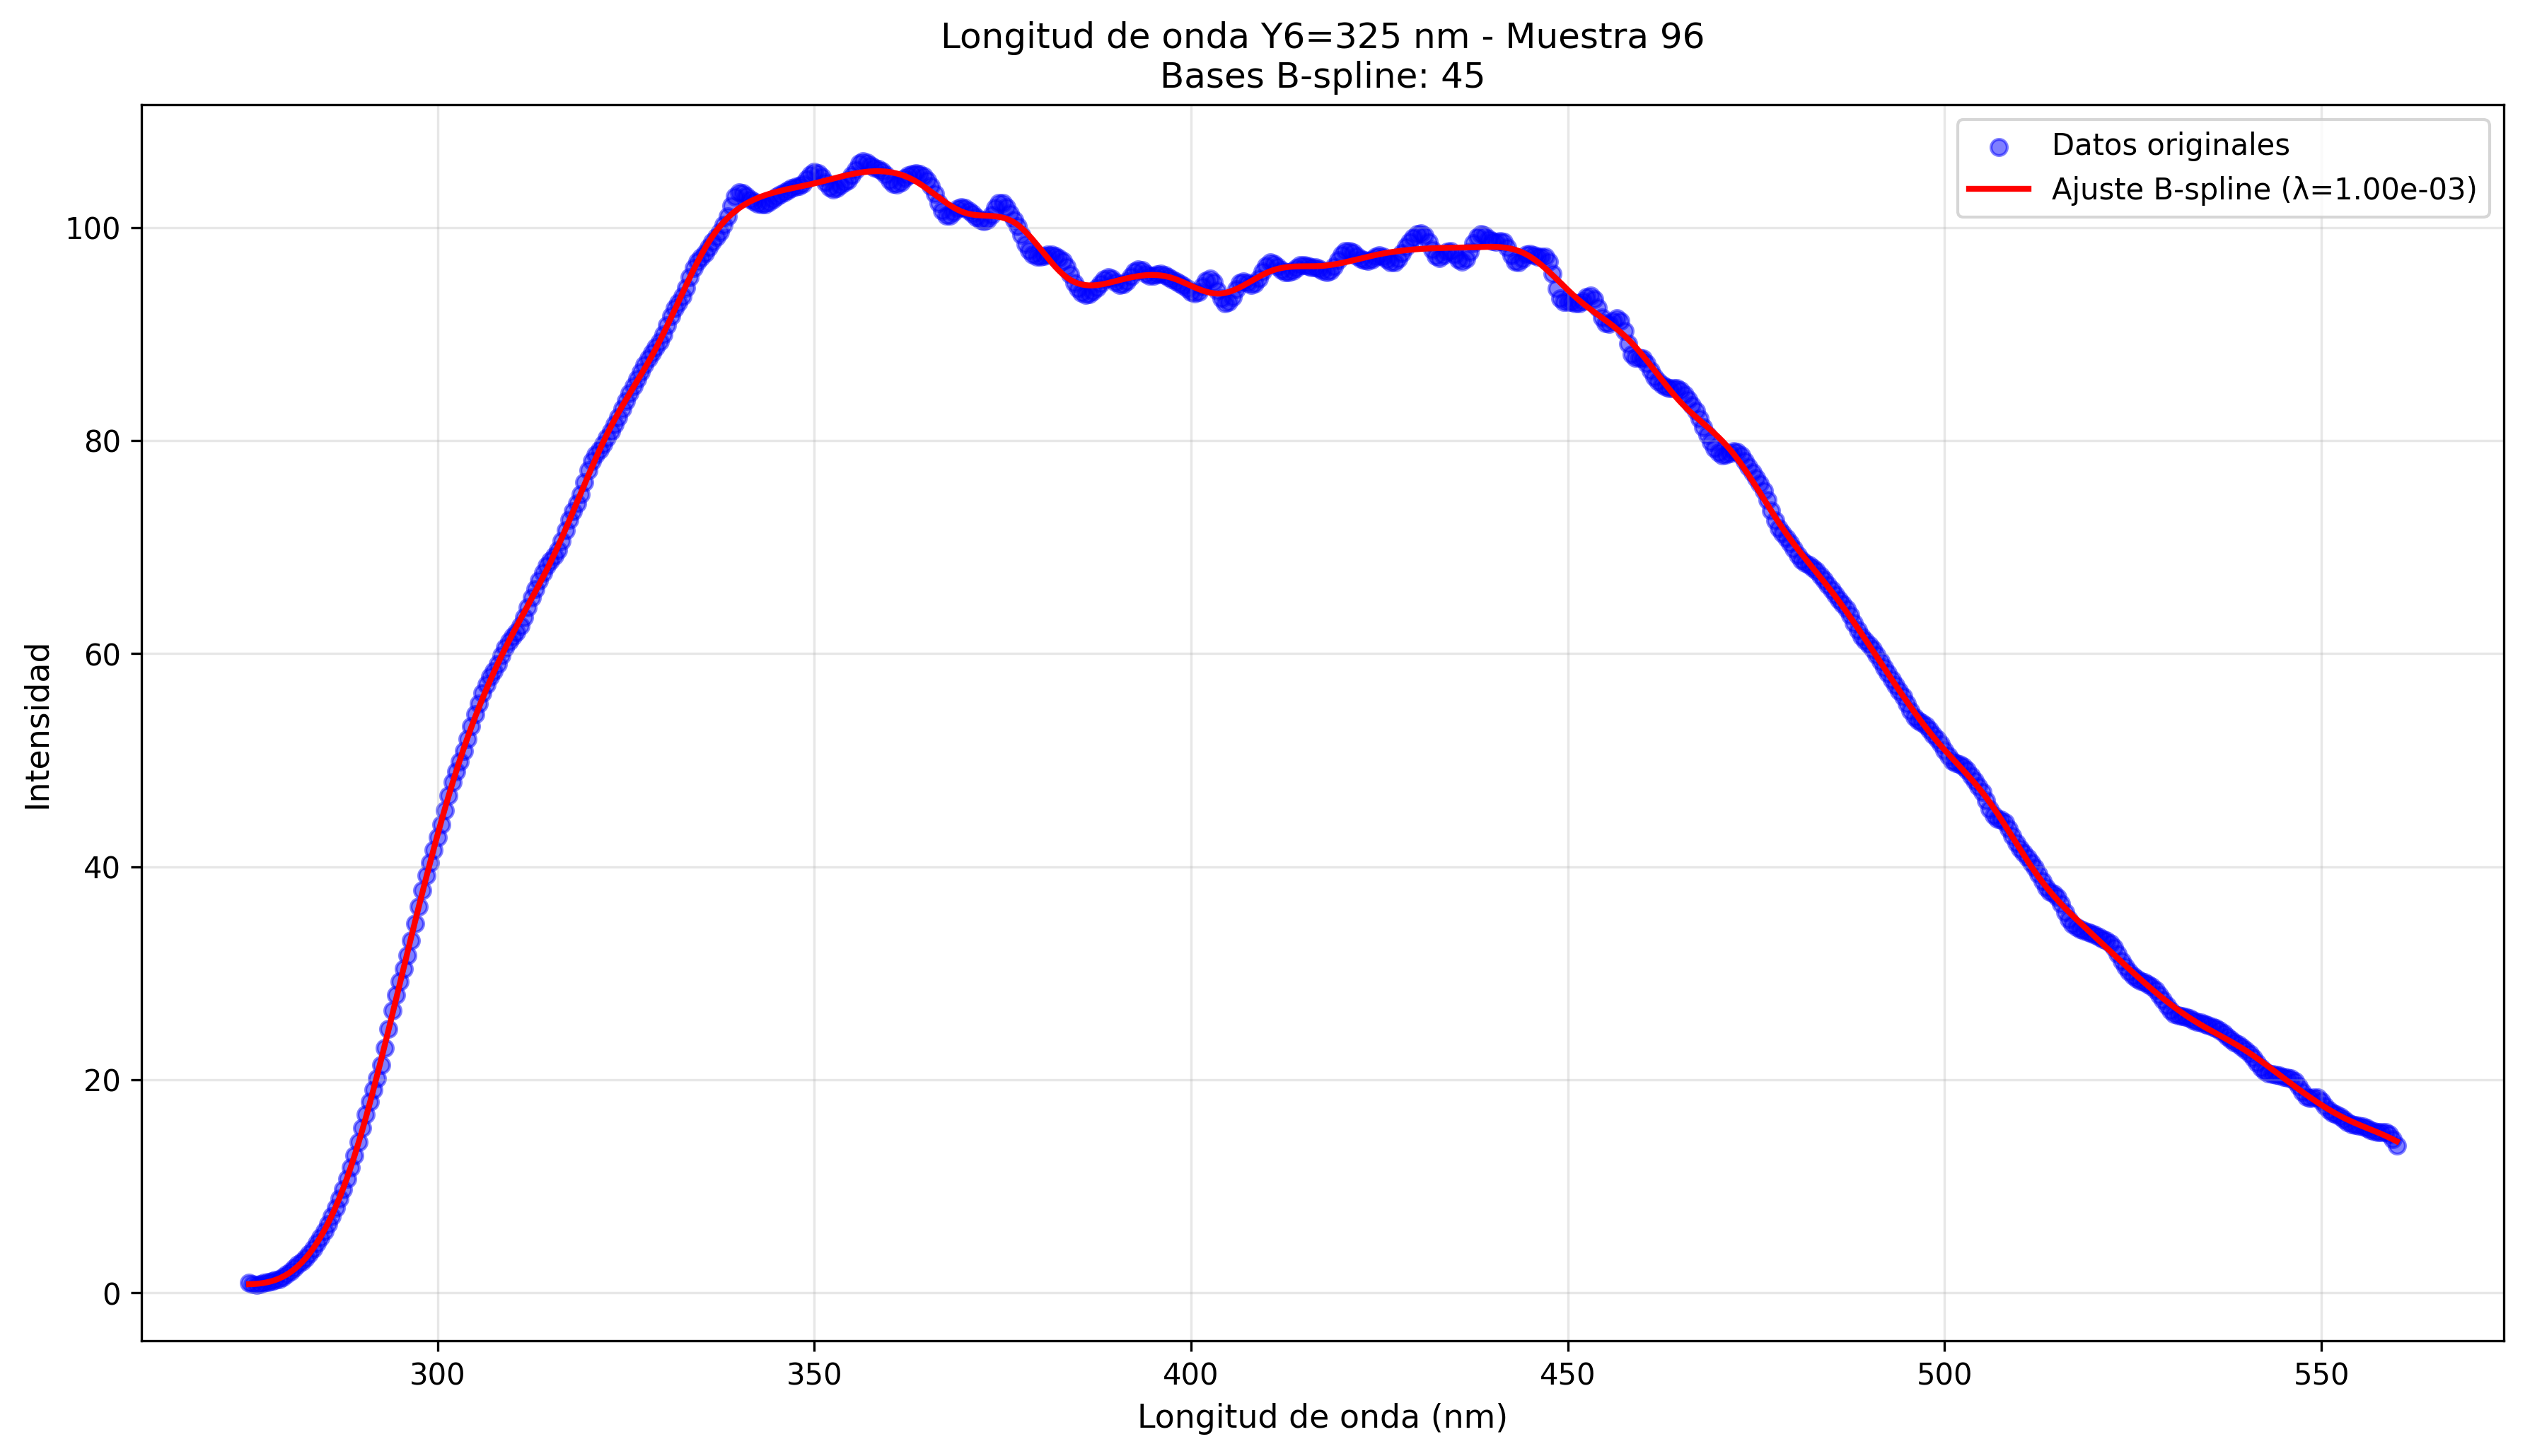 Longitud de onda Y6=325 nm - Muestra 96
Bases B-spline: 45
Datos originales
Ajuste B-spline (λ=1.00e-03)
Intensidad
100
80
60
40
20
0
300 350 400 450 500 550
Longitud de onda (nm)